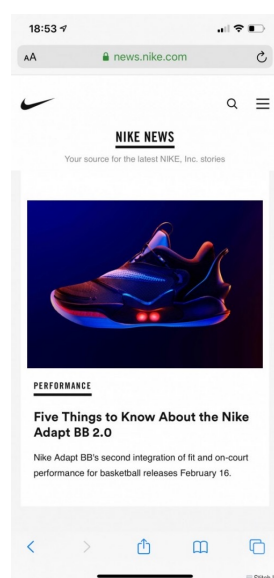 18:53
AA news.nike.com
NIKE NEWS
Your source for the latest NIKE, Inc. stories
PERFORMANCE
Five Things to Know About the Nike
Adapt BB 2.0
Nike Adapt BB's second integration of fit and on-court
performance for basketball releases February 16.